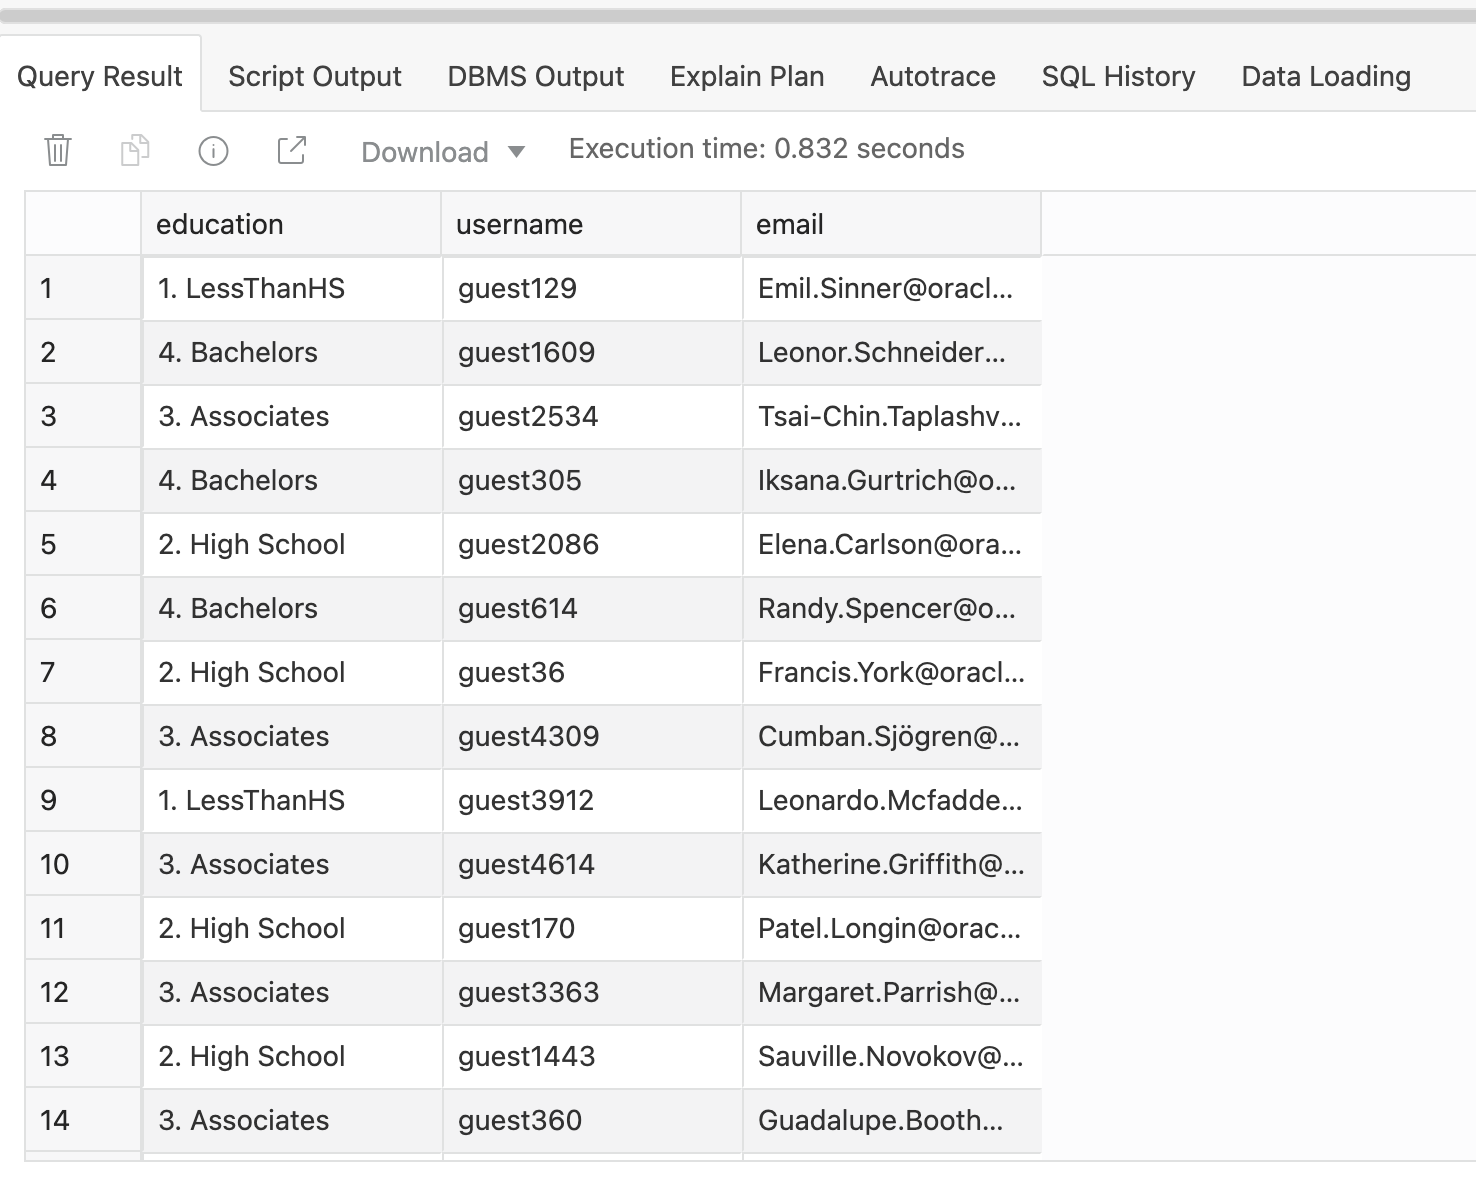 Query Result Script Output DBMS Output Explain Plan Autotrace SQL History Data Loading
Download Execution time: 0.832 seconds
education username email
1 1. LessThanHS guest129 Emil.Sinner@oracl...
2 4. Bachelors guest1609 Leonor.Schneider...
3 3. Associates guest2534 Tsai-Chin.Taplashv...
4 4. Bachelors guest305 Iksana.Gurtrich@o...
5 2. High School guest2086 Elena.Carlson@ora...
6 4. Bachelors guest614 Randy.Spencer@o...
7 2. High School guest36 Francis.York@oracl...
8 3. Associates guest4309 Cumban.Sjögren@...
9 1. LessThanHS guest3912 Leonardo.Mcfadde...
10 3. Associates guest4614 Katherine.Griffith@...
11 2. High School guest170 Patel.Longin@orac...
12 3. Associates guest3363 Margaret.Parrish@...
13 2. High School guest1443 Sauville.Novokov@...
14 3. Associates guest360 Guadalupe.Booth...